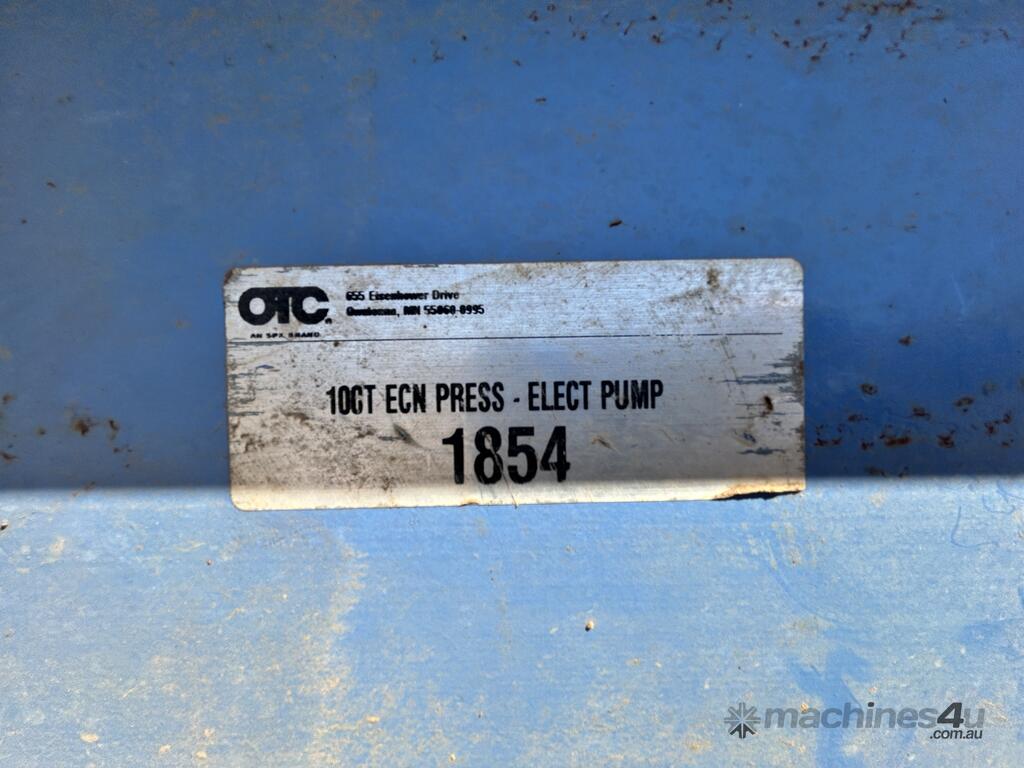 OTC
655 Eisenhower Drive
Owatonna, MN 55060-0995
AN SPX BRAND
100T ECN PRESS - ELECT PUMP
1854
machines4u
.com.au